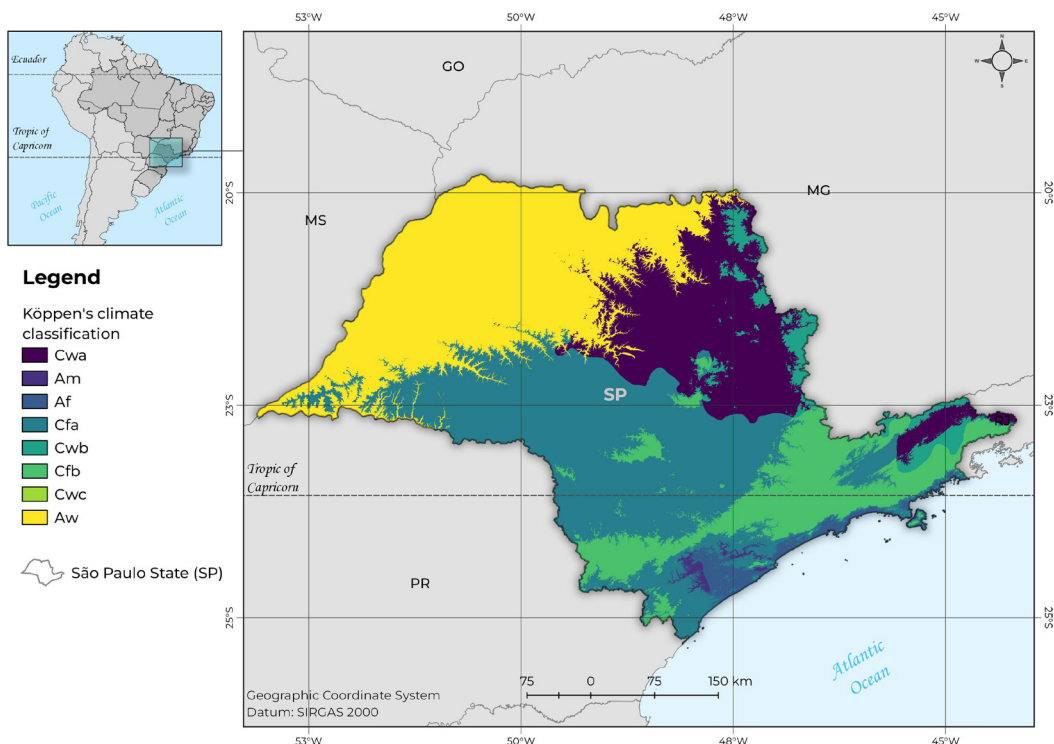 Ecuador
Tropic of
Capricorn
Pacific
Ocean
Atlantic
Ocean
Legend
Köppen's climate
classification
Cwa
Am
Af
Cfa
Cwb
Cfb
Cwc
Aw
São Paulo State (SP)
53°W
50°W
48°W
45°W
N
W
E
S
GO
MG
MS
20°S
20°S
SP
23°S
23°S
RJ
Tropic of
Capricorn
PR
25°S
25°S
Atlantic
Ocean
75 0 75 150 km
Geographic Coordinate System
Datum: SIRGAS 2000
53°W
50°W
48°W
45°W